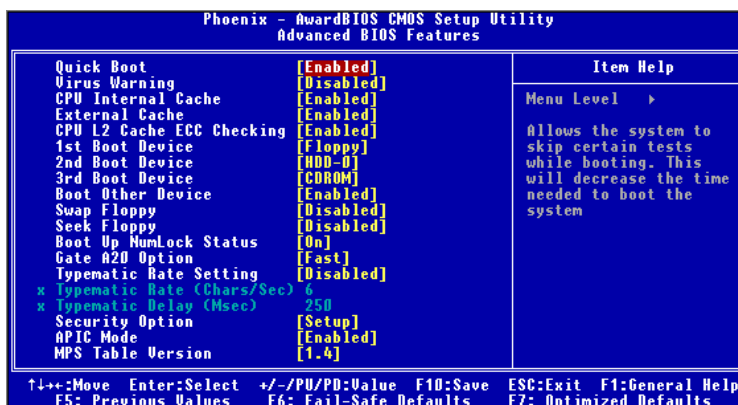 Phoenix - AwardBIOS CMOS Setup Utility
Advanced BIOS Features
Quick Boot [Enabled]
Virus Warning [Disabled]
CPU Internal Cache [Enabled]
External Cache [Enabled]
CPU L2 Cache ECC Checking [Enabled]
1st Boot Device [Floppy]
2nd Boot Device [HDD-0]
3rd Boot Device [CDROM]
Boot Other Device [Enabled]
Swap Floppy [Disabled]
Seek Floppy [Disabled]
Boot Up NumLock Status [On]
Gate A20 Option [Fast]
Typematic Rate Setting [Disabled]
x Typematic Rate (Chars/Sec) 6
x Typematic Delay (Msec) 250
Security Option [Setup]
APIC Mode [Enabled]
MPS Table Version [1.4]
Item Help
Menu Level ▸
Allows the system to
skip certain tests
while booting. This
will decrease the time
needed to boot the
system
↑↓→←:Move Enter:Select +/-/PU/PD:Value F10:Save ESC:Exit F1:General Help
F5: Previous Values F6: Fail-Safe Defaults F7: Optimized Defaults